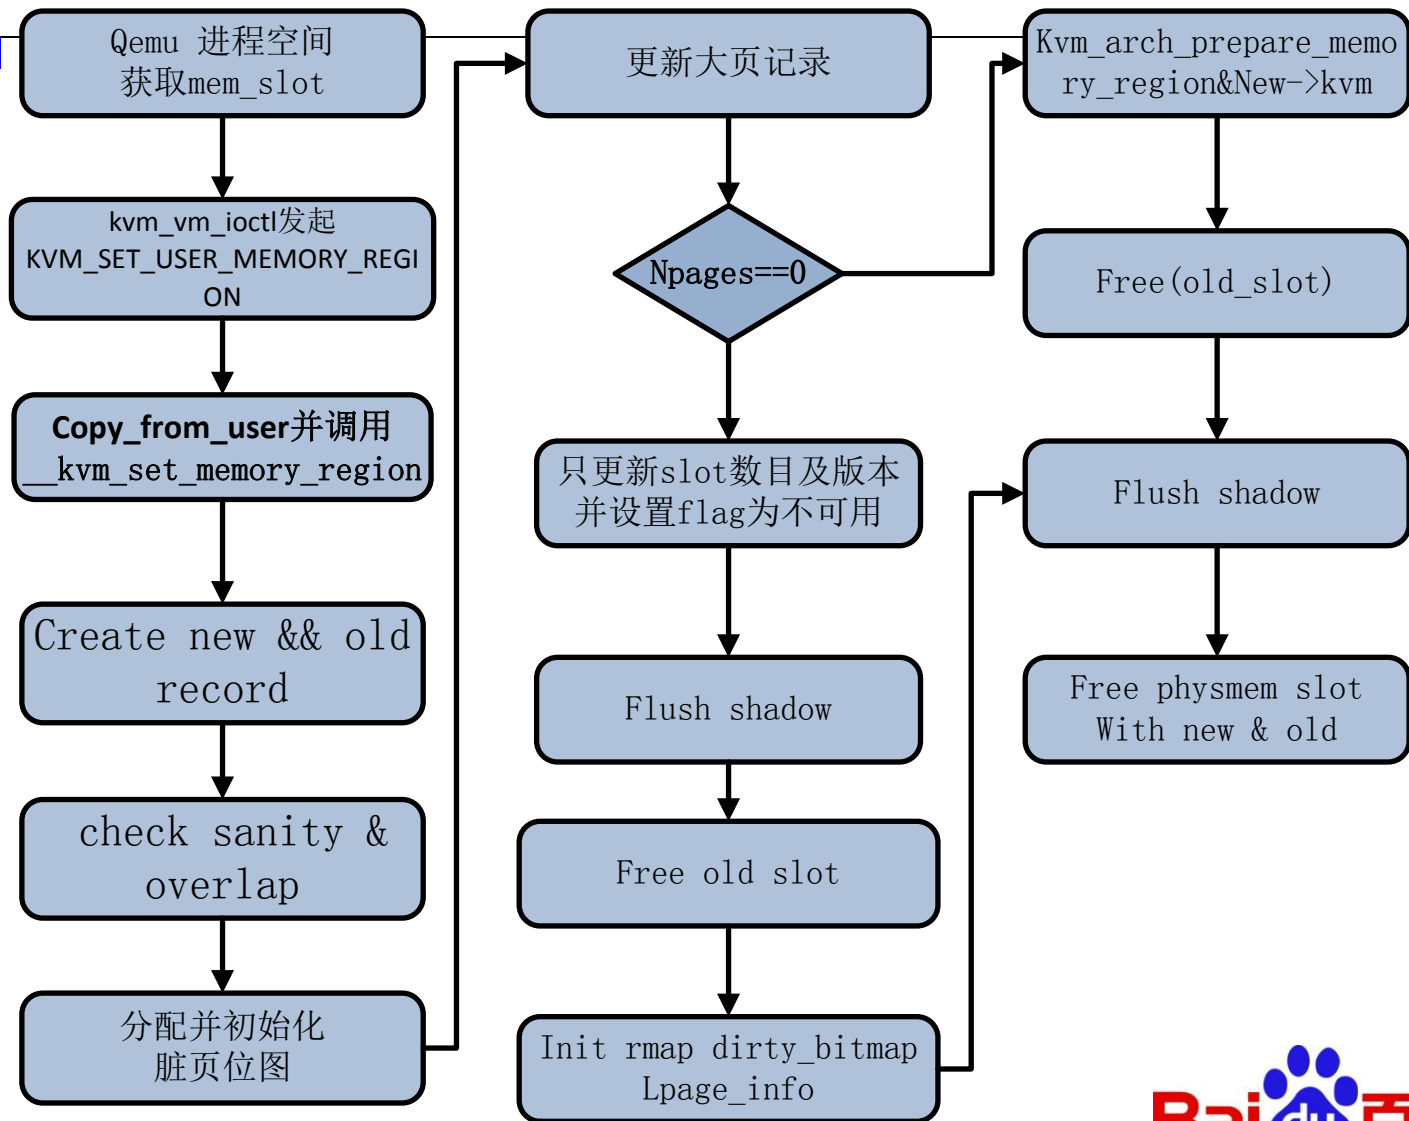 Qemu 进程空间
获取mem_slot
kvm_vm_ioctl发起
KVM_SET_USER_MEMORY_REGI
ON
Copy_from_user并调用
__kvm_set_memory_region
Create new && old
record
check sanity &
overlap
分配并初始化
脏页位图
更新大页记录
Npages==0
只更新slot数目及版本
并设置flag为不可用
Flush shadow
Free old slot
Init rmap dirty_bitmap
Lpage_info
Kvm_arch_prepare_memo
ry_region&New->kvm
Free(old_slot)
Flush shadow
Free physmem slot
With new & old
Bai du 百